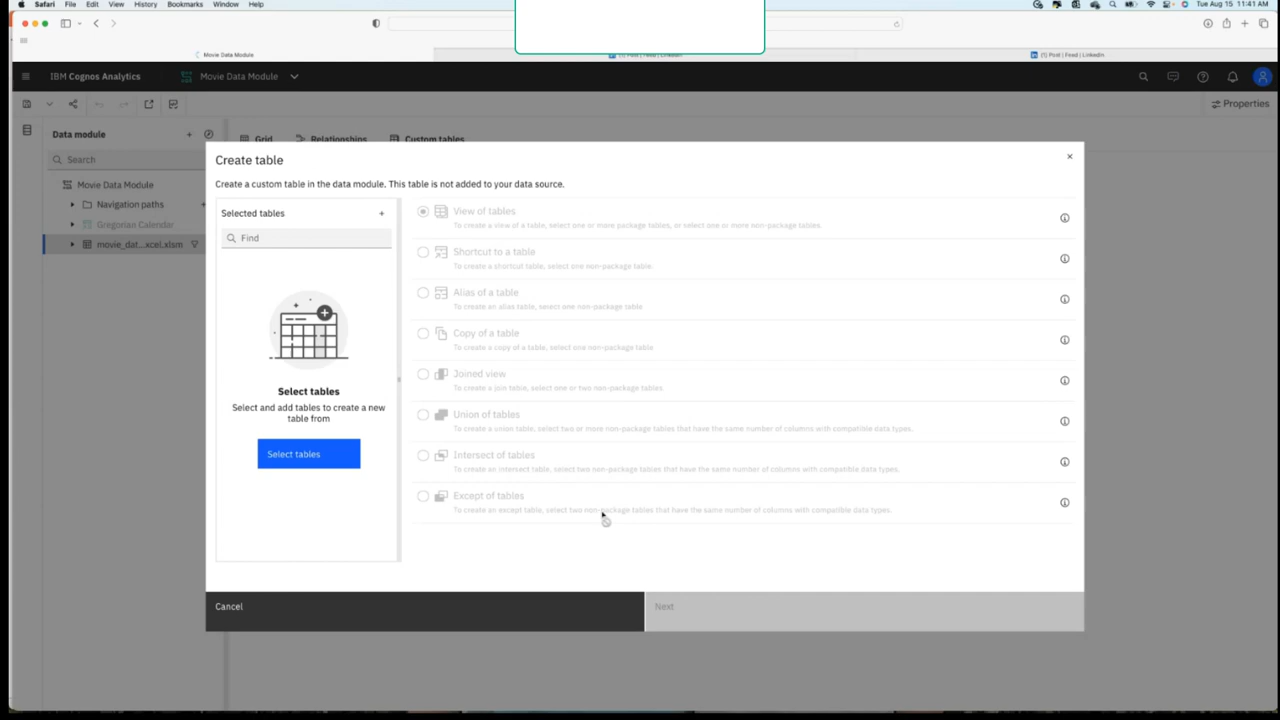 Safari File Edit View History Bookmarks Window Help
Tue Aug 15 11:41 AM
Movie Data Module
(1) Post | Feed | LinkedIn
(1) Post | Feed | LinkedIn
IBM Cognos Analytics
Movie Data Module
Properties
Data module
Grid
Relationships
Custom tables
Search
Movie Data Module
Navigation paths
Gregorian Calendar
movie_dat...xcel.xlsm
Create table
Create a custom table in the data module. This table is not added to your data source.
Selected tables
Find
Select tables
Select and add tables to create a new
table from
Select tables
View of tables
To create a view of a table, select one or more package tables, or select one or more non-package tables.
Shortcut to a table
To create a shortcut table, select one non-package table.
Alias of a table
To create an alias table, select one non-package table
Copy of a table
To create a copy of a table, select one non-package table
Joined view
To create a join table, select one or two non-package tables.
Union of tables
To create a union table, select two or more non-package tables that have the same number of columns with compatible data types.
Intersect of tables
To create an intersect table, select two non-package tables that have the same number of columns with compatible data types.
Except of tables
To create an except table, select two non-package tables that have the same number of columns with compatible data types.
Cancel
Next